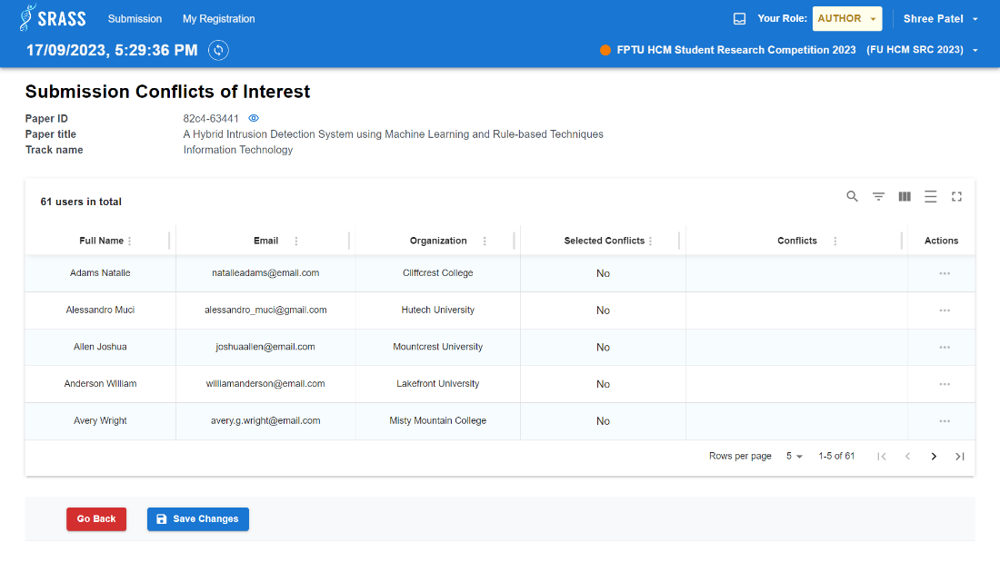 SRASS Submission My Registration Your Role: AUTHOR Shree Patel
17/09/2023, 5:29:36 PM FPTU HCM Student Research Competition 2023 (FU HCM SRC 2023)
Submission Conflicts of Interest
Paper ID 82c4-63441
Paper title A Hybrid Intrusion Detection System using Machine Learning and Rule-based Techniques
Track name Information Technology
61 users in total
Full Name Email Organization Selected Conflicts Conflicts Actions
Adams Natalie natalieadams@email.com Cliffcrest College No
Alessandro Muci alessandro_muci@gmail.com Hutech University No
Allen Joshua joshuaallen@email.com Mountcrest University No
Anderson William williamanderson@email.com Lakefront University No
Avery Wright avery.g.wright@email.com Misty Mountain College No
Rows per page 5 1-5 of 61
Go Back Save Changes